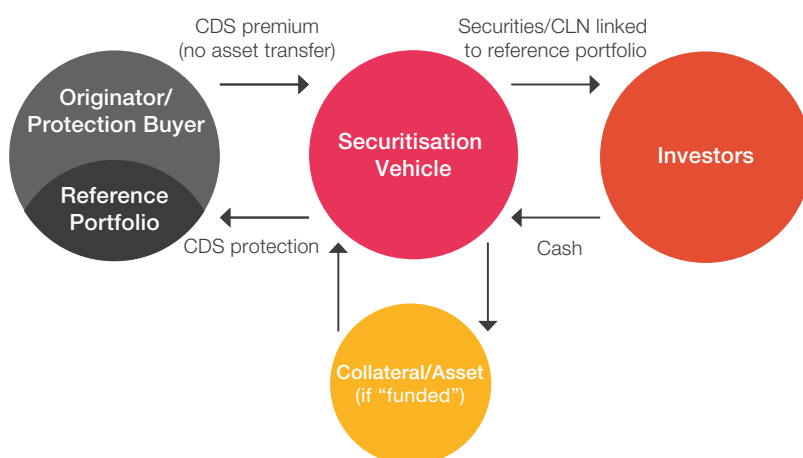 CDS premium
(no asset transfer)
Securities/CLN linked
to reference portfolio
Originator/
Protection Buyer
Reference
Portfolio
Securitisation
Vehicle
Investors
CDS protection
Cash
Collateral/Asset
(if “funded”)